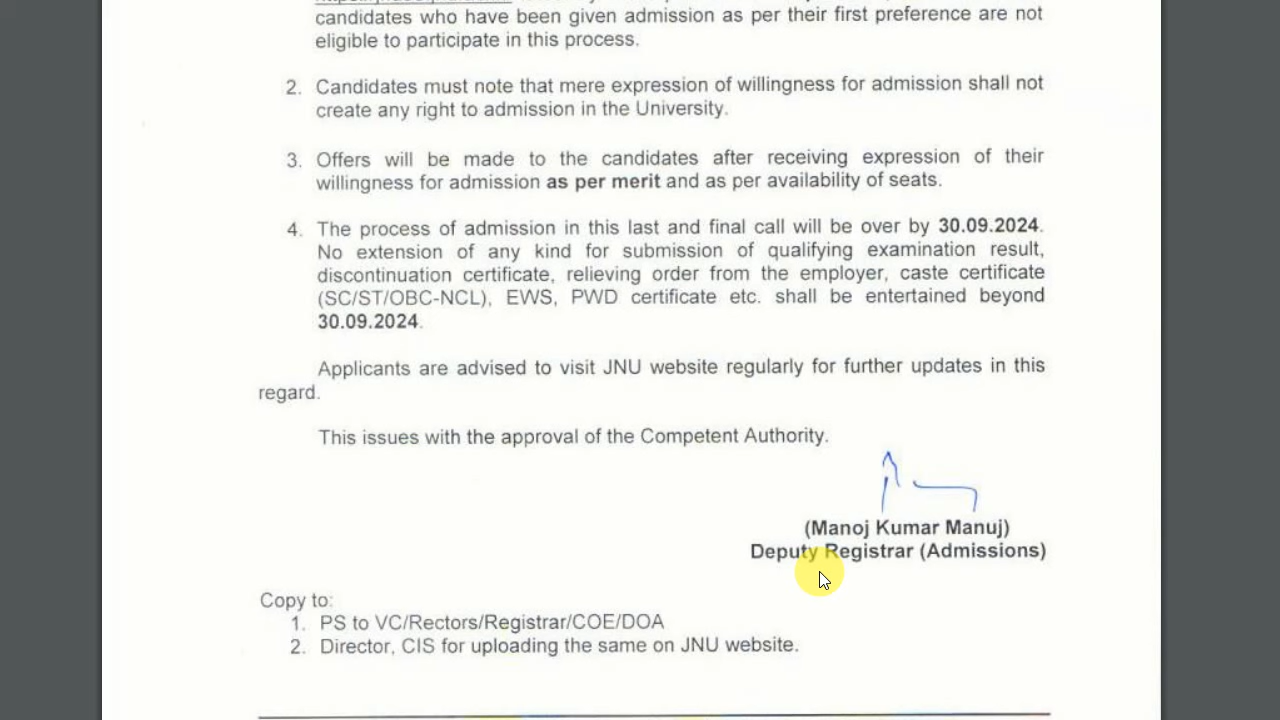 candidates who have been given admission as per their first preference are not
eligible to participate in this process.
2. Candidates must note that mere expression of willingness for admission shall not
create any right to admission in the University.
3. Offers will be made to the candidates after receiving expression of their
willingness for admission as per merit and as per availability of seats.
4. The process of admission in this last and final call will be over by 30.09.2024.
No extension of any kind for submission of qualifying examination result,
discontinuation certificate, relieving order from the employer, caste certificate
(SC/ST/OBC-NCL), EWS, PWD certificate etc. shall be entertained beyond
30.09.2024.
Applicants are advised to visit JNU website regularly for further updates in this
regard.
This issues with the approval of the Competent Authority.
(Manoj Kumar Manuj)
Deputy Registrar (Admissions)
Copy to:
1. PS to VC/Rectors/Registrar/COE/DOA
2. Director, CIS for uploading the same on JNU website.